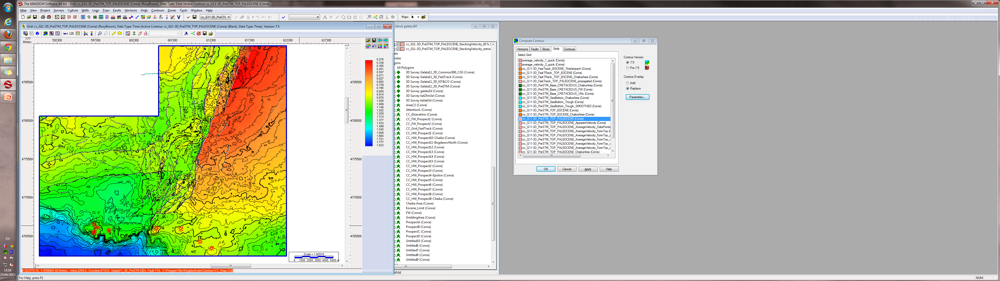 The KINGDOM Software 64-bit - Grid: cc_G11-3D_PreSTM_TOP_PALEOCENE (Conra) (RosyBrown), Data Type: Time (Active Contour: cc_G11-3D_PreSTM_TOP_PALEOCENE (Conra)
Map View Project Surveys Culture Wells Logs Tops Faults Horizons Grids Contours Zones Tools Window Help
cc_G11-3D_PreSTM
Maps
Grid: cc_G11-3D_PreSTM_TOP_PALEOCENE (Conra) (RosyBrown), Data Type: Time (Active Contour: cc_G11-3D_PreSTM_TOP_PALEOCENE (Conra) (Black), Data Type: Time), Version: 7.5
LOD
X/Y:
Meters
592300 597300 602300 607300 612300 617300 622300 627300
4785500 4785500
4780500 4780500
4775500 4775500
4770500 4770500
4765500 4765500
0.276
0.339
0.395
0.451
0.507
0.571
0.627
0.683
0.739
0.795
0.858
0.914
0.970
1.026
1.089
1.146
1.202
1.258
1.314
1.377
1.433
1.489
1.545
1.608
1.664
1.721
1.777
1.833
Scale = 1:95919
0 1000 2000 3000 4000 5000 m
X:623773.10, Y:4766841.60 Meters, Inline:2254.0, Crossline:4710.0, Galata11_3D_PreSTM (3D), Fault: F1A C:\Program Files\KingdomSuite\Colorbars\CC_Maps.CLB
For Help, press F1
block galata.s87
cc_G11-3D_PreSTM_TOP_PALEOCENE_StackingVelocity_91% (
cc_G11-3D_PreSTM_TOP_PALEOCENE_StackingVelocity_extrac
els
notes
gons
All Polygons
3D Survey Galata11_3D_Common500_CGS (Conra)
3D Survey Galata11_3D_FastTrack (Conra)
3D Survey Galata11_3D_NT&CO (Conra)
3D Survey Galata11_3D_PreSTM (Conra)
3D Survey galata3d (Conra)
3D Survey kal25m3d (Conra)
3D Survey kaliak3d (Conra)
AreaCS (Conra)
Attention1 (Conra)
CC_Elizavetino (Conra)
CC_FW_Prospect1 (Conra)
CC_FW_Prospect2 (Conra)
CC_Grid_FastTrack (Conra)
CC_HW_Prospect1 (Conra)
CC_HW_Prospect10-Chaika (Conra)
CC_HW_Prospect11-BogdanovNorth (Conra)
CC_HW_Prospect12 (Conra)
CC_HW_Prospect13 (Conra)
CC_HW_Prospect14 (Conra)
CC_HW_Prospect15 (Conra)
CC_HW_Prospect2 (Conra)
CC_HW_Prospect3 (Conra)
CC_HW_Prospect4-Epsilon (Conra)
CC_HW_Prospect5 (Conra)
CC_HW_Prospect6 (Conra)
CC_HW_Prospect7 (Conra)
CC_HW_Prospect8 (Conra)
CC_HW_Prospect9-Chaika (Conra)
Chaika Area (Conra)
Eocene_Limit (Conra)
FW (Conra)
GriddingArea (Conra)
ProspectA (Conra)
ProspectB (Conra)
ProspectC (Conra)
ProspectD (Conra)
Untitled10 (Conra)
Untitled6 (Conra)
Untitled7 (Conra)
Untitled8 (Conra)
Untitled9 (Conra)
nPAK
Compute Contour
Horizons Faults Slices Grids Contours
Select Grid:
average_velocity_1_quick (Conra)
average_velocity_2_quick (Conra)
cc_G11-3D_FasrTrack_EOCENE_TimeIsopach (Conra)
cc_G11-3D_FastTRack_TOP_EOCENE (Conra)
cc_G11-3D_FastTRack_TOP_EOCENE_ChaikaArea (Conra)
cc_G11-3D_FastTrack_TOP_PALEOCENE_propagated (Conra)
cc_G11-3D_PreSTM_Base_CRETACEOUS_ChaikaArea (Conra)
cc_G11-3D_PreSTM_Base_CRETACEOUS_FW (Conra)
cc_G11-3D_PreSTM_Base_CRETACEOUS_UNc (Conra)
cc_G11-3D_PreSTM_SeaBottom_ChaikaArea (Conra)
cc_G11-3D_PreSTM_SeaBottom_Trough (Conra)
cc_G11-3D_PreSTM_SeaBottom_Trough_SMOOTHED (Conra)
cc_G11-3D_PreSTM_TOP_EOCENE (Conra)
cc_G11-3D_PreSTM_TOP_EOCENE_ChaikaArea (Conra)
cc_G11-3D_PreSTM_TOP_PALEOCENE (Conra)
cc_G11-3D_PreSTM_TOP_PALEOCENE_ApparentVelocity (Conra)
cc_G11-3D_PreSTM_TOP_PALEOCENE_AverageVelocity_DataPoints
cc_G11-3D_PreSTM_TOP_PALEOCENE_AverageVelocity_FormTop (C
cc_G11-3D_PreSTM_TOP_PALEOCENE_AverageVelocity_FormTop_v
cc_G11-3D_PreSTM_TOP_PALEOCENE_AverageVelocity_FormTop_v
cc_G11-3D_PreSTM_TOP_PALEOCENE_AverageVelocity_FormTop_v
cc_G11-3D_PreSTM_TOP_PALEOCENE_AverageVelocity_FormTop_v
cc_G11-3D_PreSTM_TOP_PALEOCENE_ChaikaArea (Conra)
Contour Version
7.5
Pre 7.5
Contour Overlay
Add
Replace
Parameters...
OK Cancel Apply Help
EN
15:18
25/04/2012
NUM